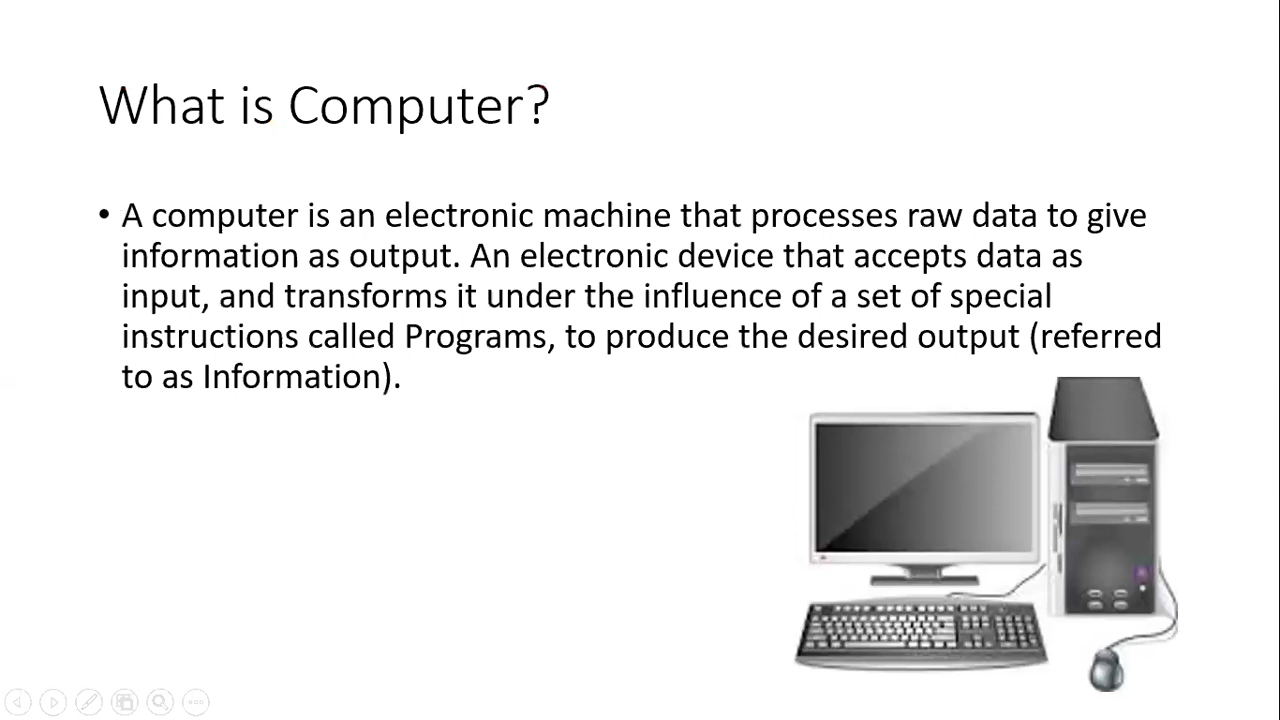 What is Computer?
• A computer is an electronic machine that processes raw data to give
information as output. An electronic device that accepts data as
input, and transforms it under the influence of a set of special
instructions called Programs, to produce the desired output (referred
to as Information).